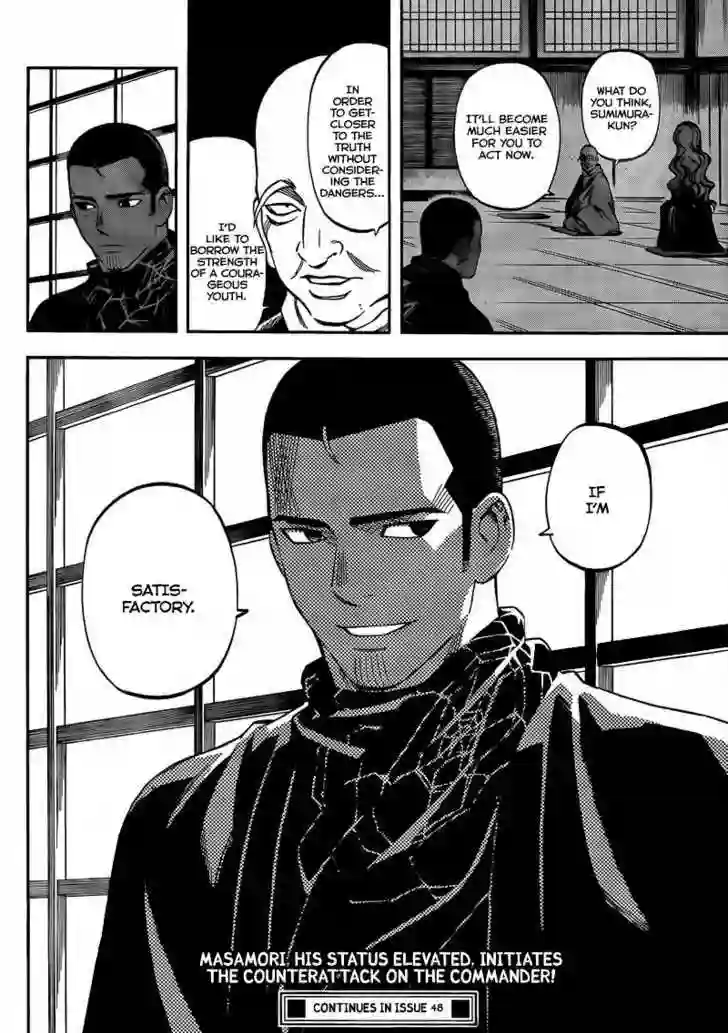 WHAT DO
YOU THINK,
SUMIMURA-
KUN?
IT'LL BECOME
MUCH EASIER
FOR YOU TO
ACT NOW.
IN
ORDER
TO GET-
CLOSER
TO THE
TRUTH
WITHOUT
CONSIDER-
ING THE
DANGERS...
I'D
LIKE TO
BORROW THE
STRENGTH
OF A COURA-
GEOUS
YOUTH.
IF
I'M
SATIS-
FACTORY.
MASAMORI, HIS STATUS ELEVATED, INITIATES
THE COUNTERATTACK ON THE COMMANDER!
CONTINUES IN ISSUE 48